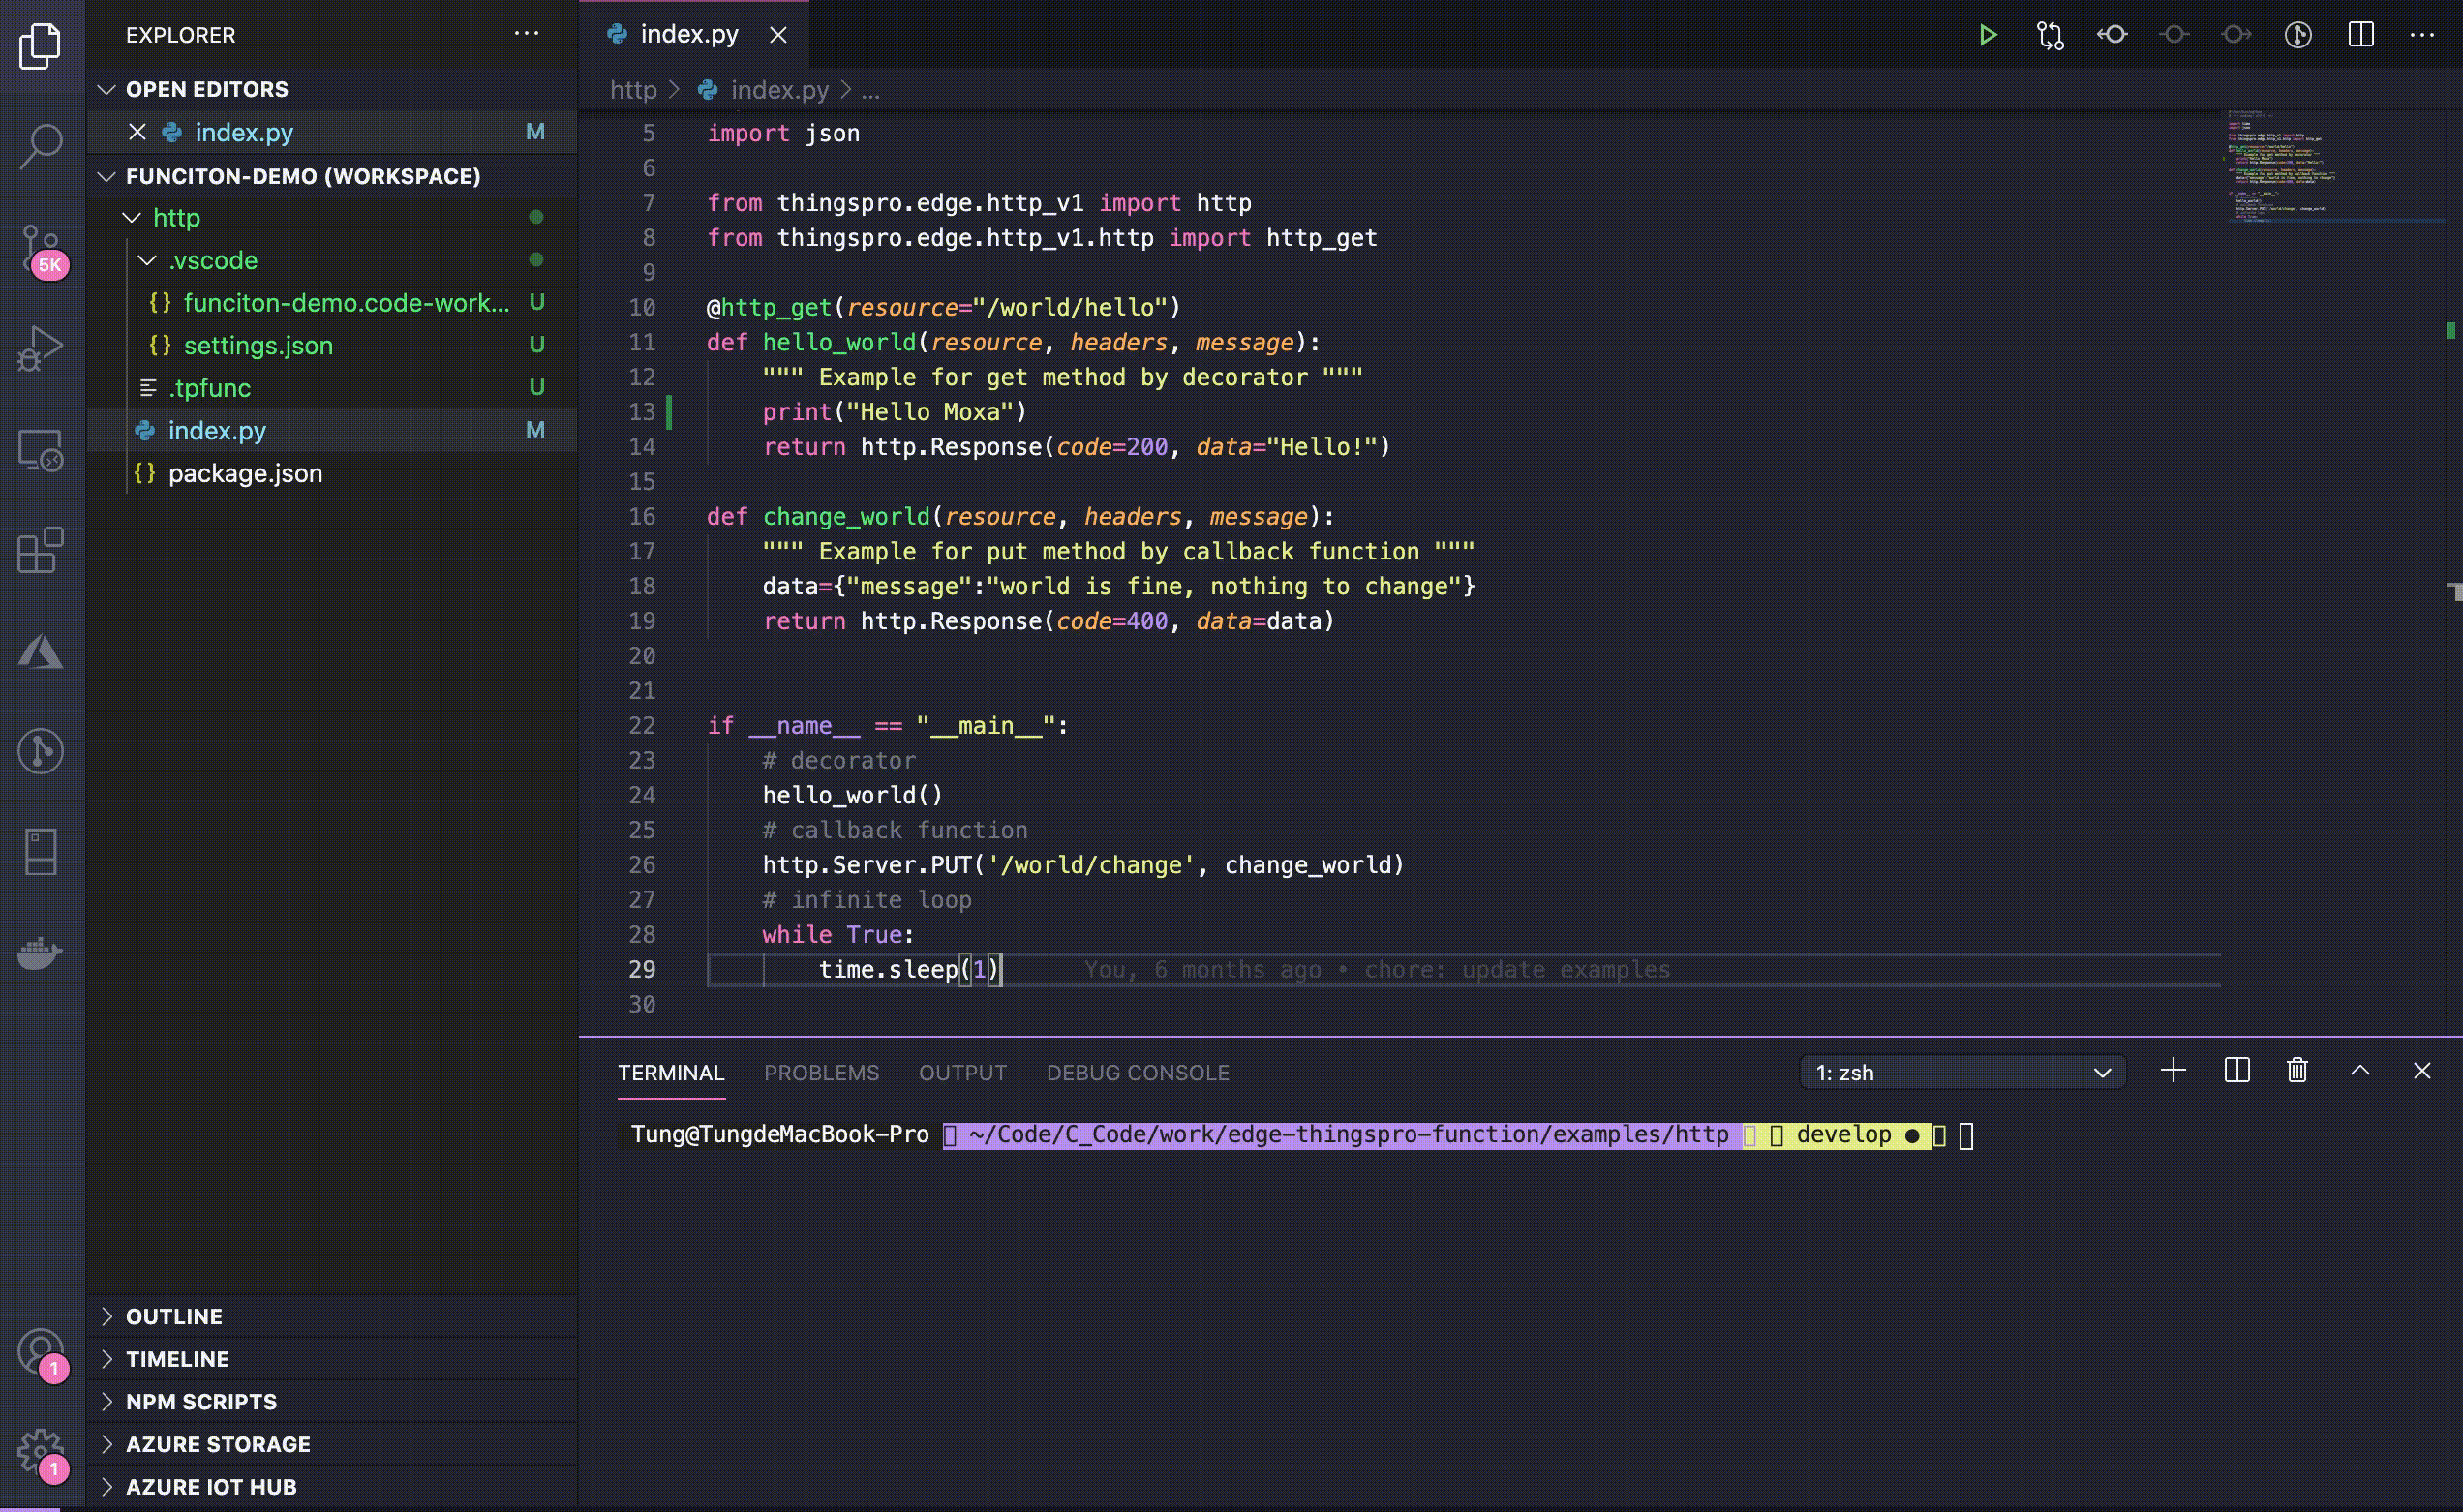 EXPLORER
OPEN EDITORS
index.py M
FUNCITON-DEMO (WORKSPACE)
http
.vscode
{} funciton-demo.code-work... U
{} settings.json U
.tpfunc U
index.py M
{} package.json
5K
OUTLINE
TIMELINE
1
NPM SCRIPTS
AZURE STORAGE
1
AZURE IOT HUB
index.py
http > index.py > ...
5 import json
6
7 from thingspro.edge.http_v1 import http
8 from thingspro.edge.http_v1.http import http_get
9
10 @http_get(resource="/world/hello")
11 def hello_world(resource, headers, message):
12 """ Example for get method by decorator """
13 print("Hello Moxa")
14 return http.Response(code=200, data="Hello!")
15
16 def change_world(resource, headers, message):
17 """ Example for put method by callback function """
18 data={"message":"world is fine, nothing to change"}
19 return http.Response(code=400, data=data)
20
21
22 if __name__ == "__main__":
23 # decorator
24 hello_world()
25 # callback function
26 http.Server.PUT('/world/change', change_world)
27 # infinite loop
28 while True:
29 time.sleep(1) You, 6 months ago • chore: update examples
30
TERMINAL PROBLEMS OUTPUT DEBUG CONSOLE 1: zsh
Tung@TungdeMacBook-Pro ~/Code/C_Code/work/edge-thingspro-function/examples/http develop ●